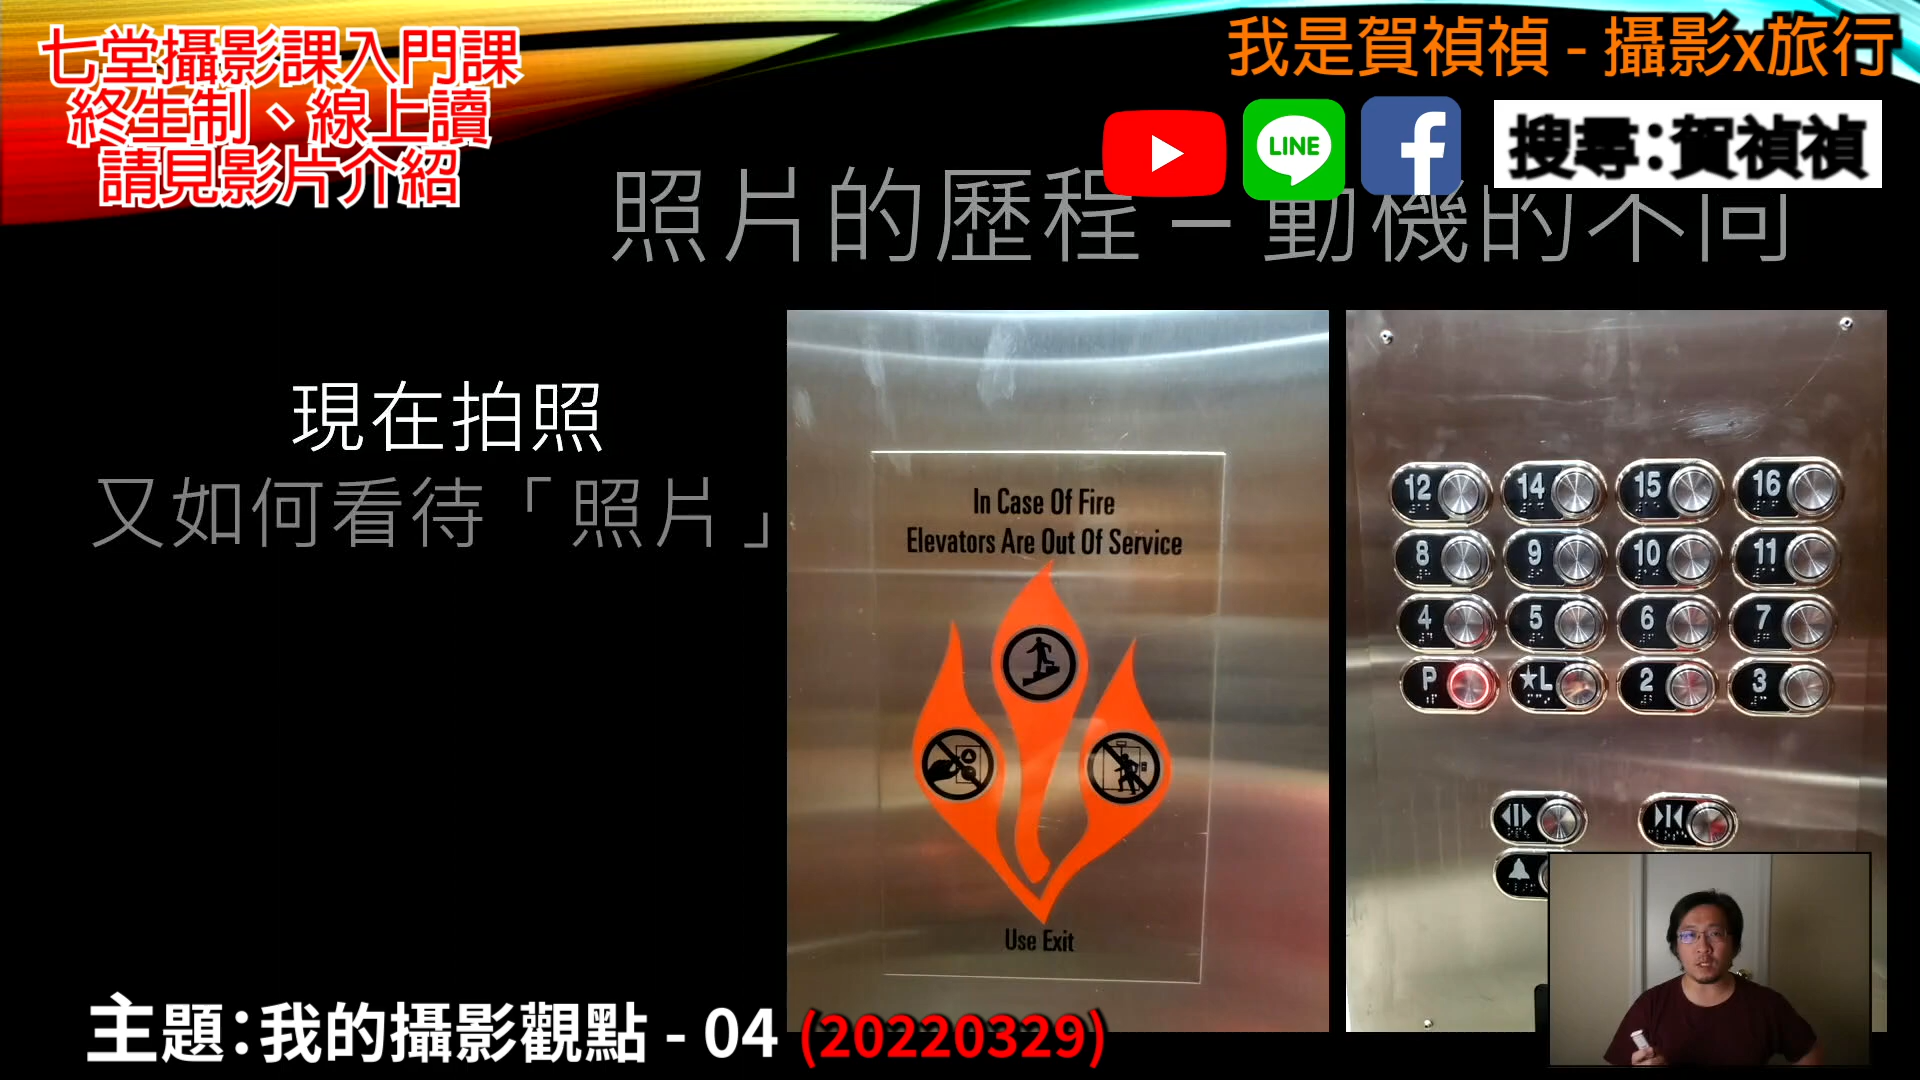 七堂攝影課入門課
終生制、線上讀
請見影片介紹
我是賀禎禎 - 攝影x旅行
LINE
搜尋:賀禎禎
照片的歷程 – 動機的不同
現在拍照
又如何看待「照片」
In Case Of Fire
Elevators Are Out Of Service
Use Exit
12 14 15 16
8 9 10 11
4 5 6 7
P ★L 2 3
主題:我的攝影觀點 - 04 (20220329)